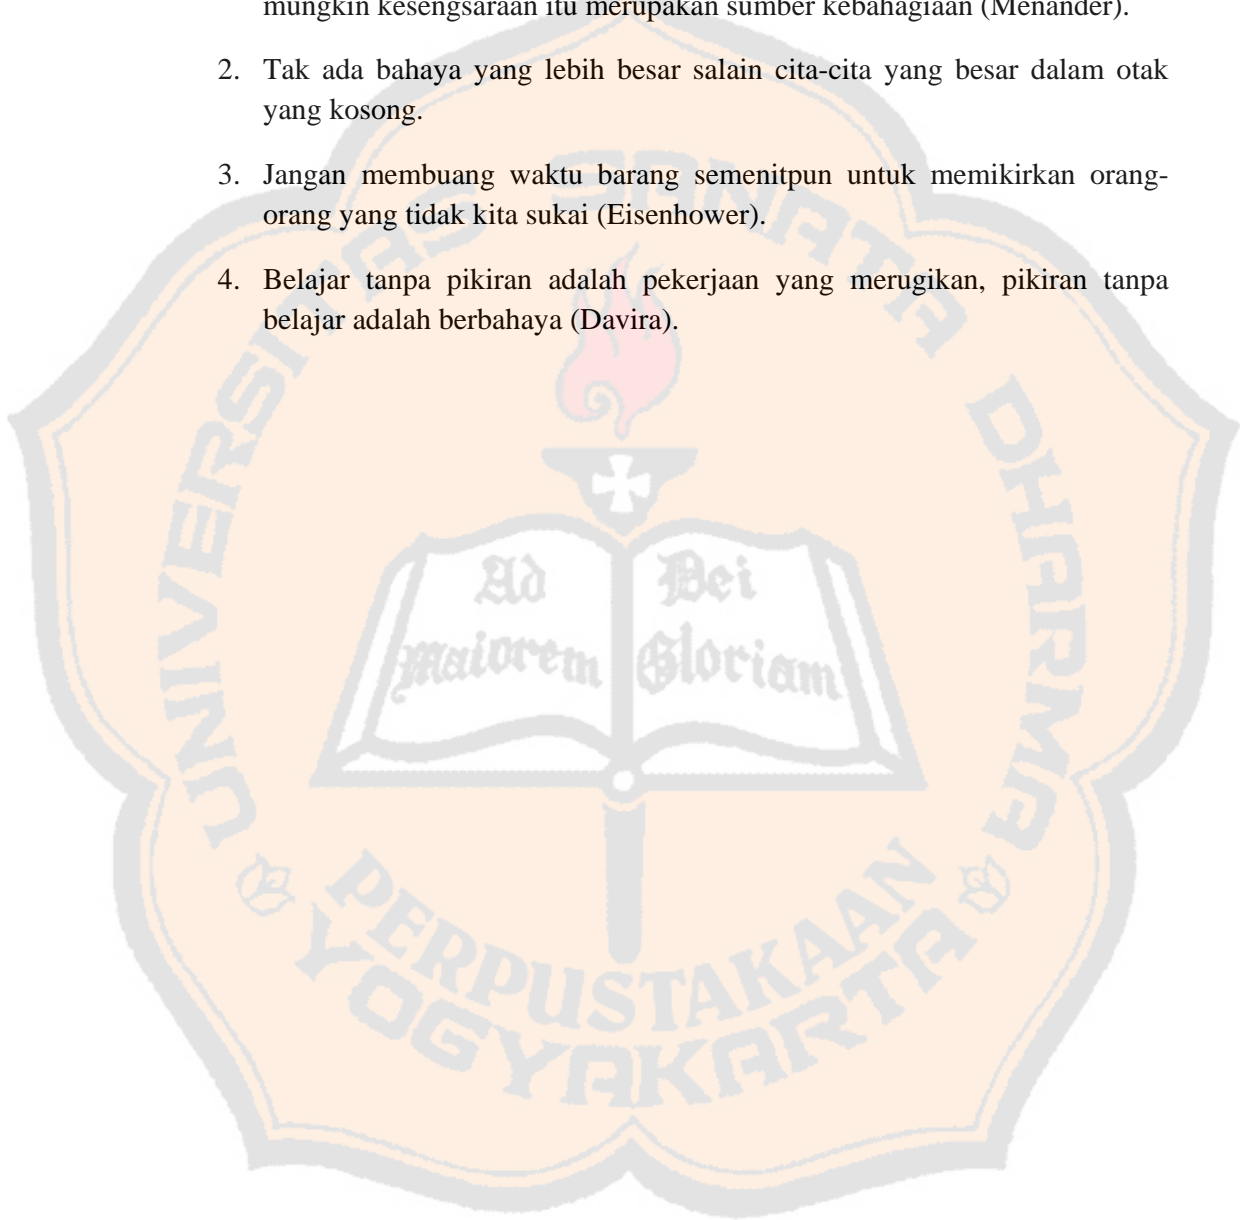 mungkin kesengsaraan itu merupakan sumber kebahagiaan (Menander).
2. Tak ada bahaya yang lebih besar salain cita-cita yang besar dalam otak
yang kosong.
3. Jangan membuang waktu barang semenitpun untuk memikirkan orang-
orang yang tidak kita sukai (Eisenhower).
4. Belajar tanpa pikiran adalah pekerjaan yang merugikan, pikiran tanpa
belajar adalah berbahaya (Davira).
UNIVERSITAS SANATA DHARMA
Ad Dei
maiorem Gloriam
PERPUSTAKAAN
YOGYAKARTA